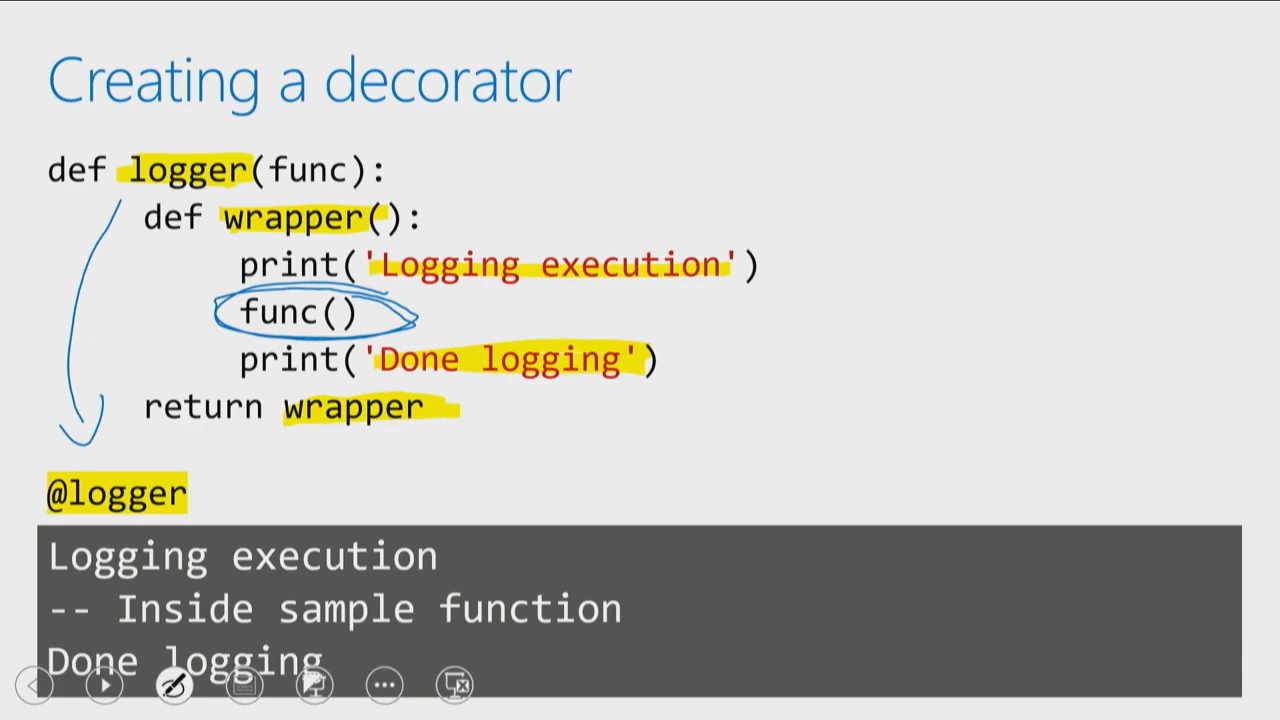 Creating a decorator
def logger(func):
    def wrapper():
        print('Logging execution')
        func()
        print('Done logging')
    return wrapper
@logger
Logging execution
-- Inside sample function
Done logging